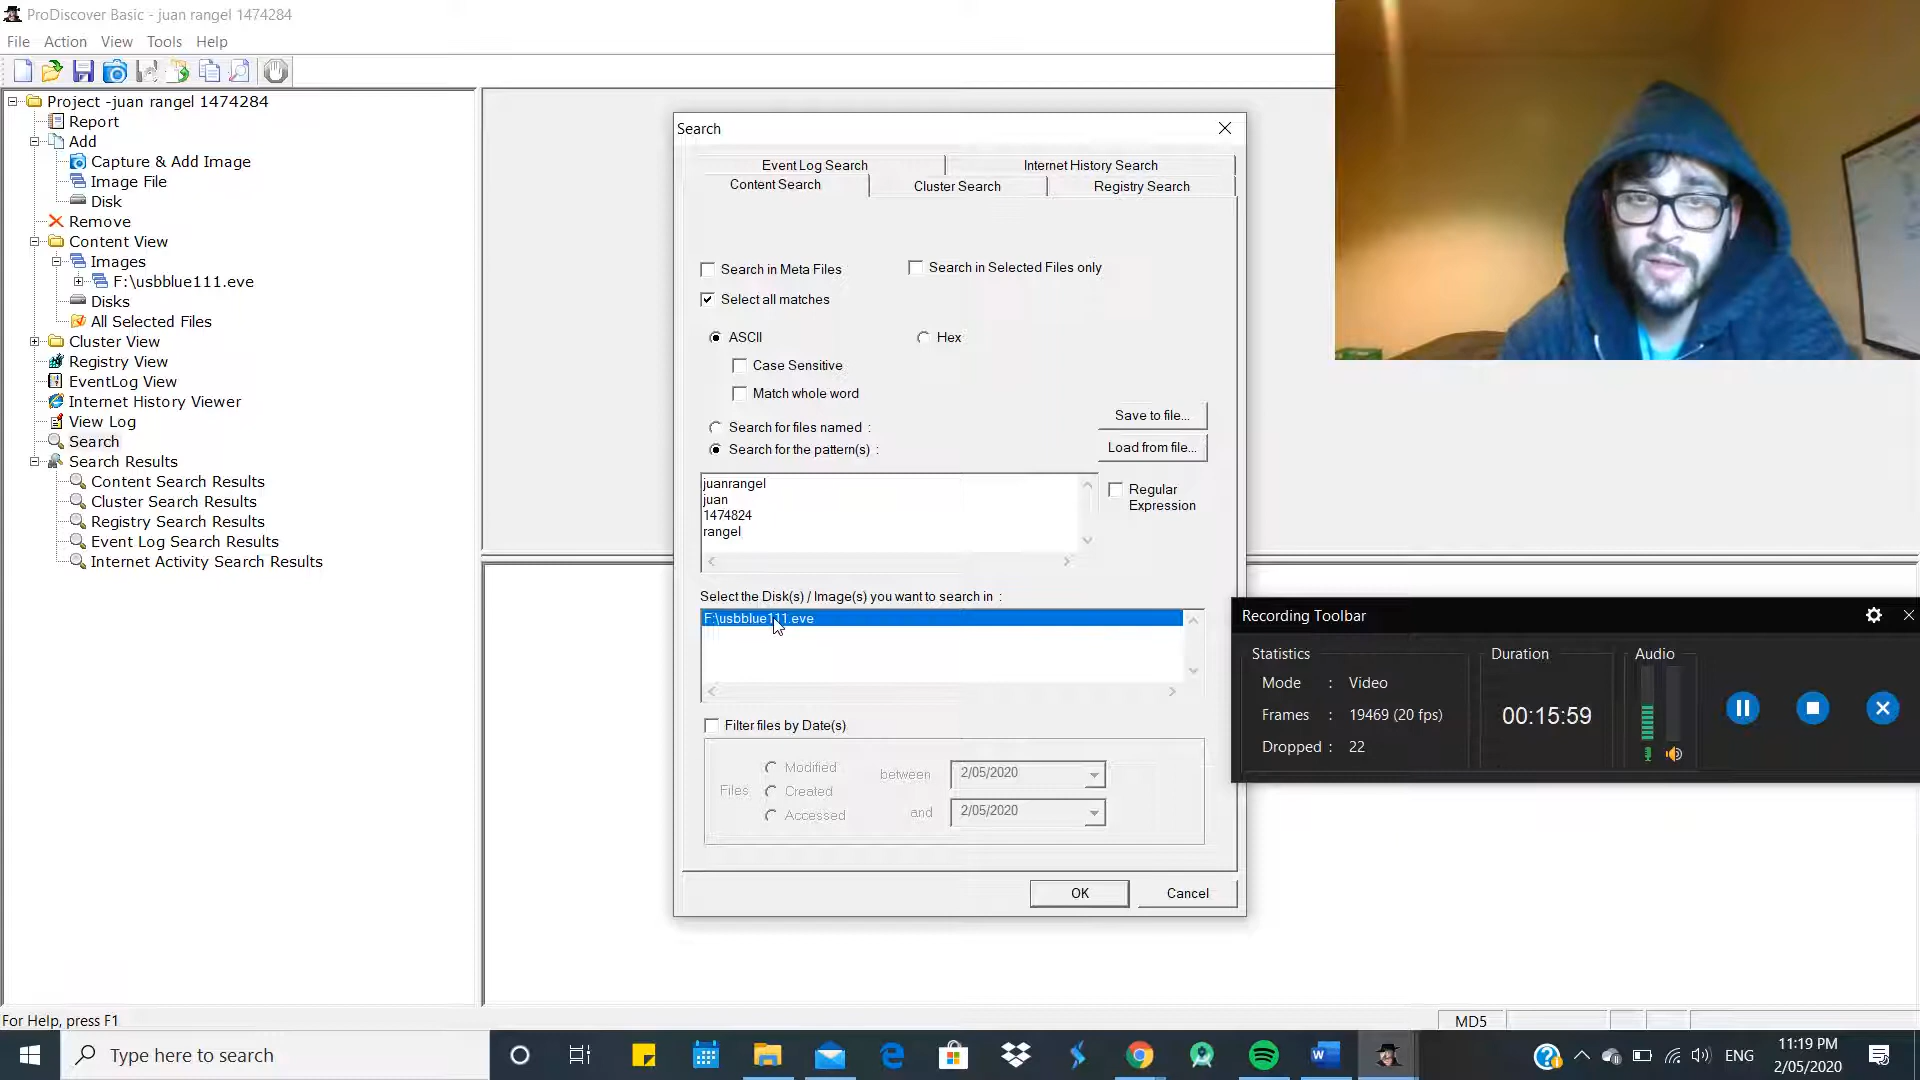 ProDiscover Basic - juan rangel 1474284
File Action View Tools Help
Project -juan rangel 1474284
Report
Add
Capture & Add Image
Image File
Disk
Remove
Content View
Images
F:\usbblue111.eve
Disks
All Selected Files
Cluster View
Registry View
EventLog View
Internet History Viewer
View Log
Search
Search Results
Content Search Results
Cluster Search Results
Registry Search Results
Event Log Search Results
Internet Activity Search Results
Search
Event Log Search Internet History Search
Content Search Cluster Search Registry Search
Search in Meta Files Search in Selected Files only
Select all matches
ASCII Hex
Case Sensitive
Match whole word
Search for files named :
Search for the pattern(s) :
Save to file...
Load from file...
juanrangel
juan
1474824
rangel
Regular
Expression
Select the Disk(s) / Image(s) you want to search in :
F:\usbblue111.eve
Filter files by Date(s)
Files
Modified
Created
Accessed
between 2/05/2020
and 2/05/2020
OK Cancel
Recording Toolbar
Statistics Duration Audio
Mode : Video
Frames : 19469 (20 fps)
Dropped : 22
00:15:59
For Help, press F1
MD5
Type here to search
ENG
11:19 PM
2/05/2020